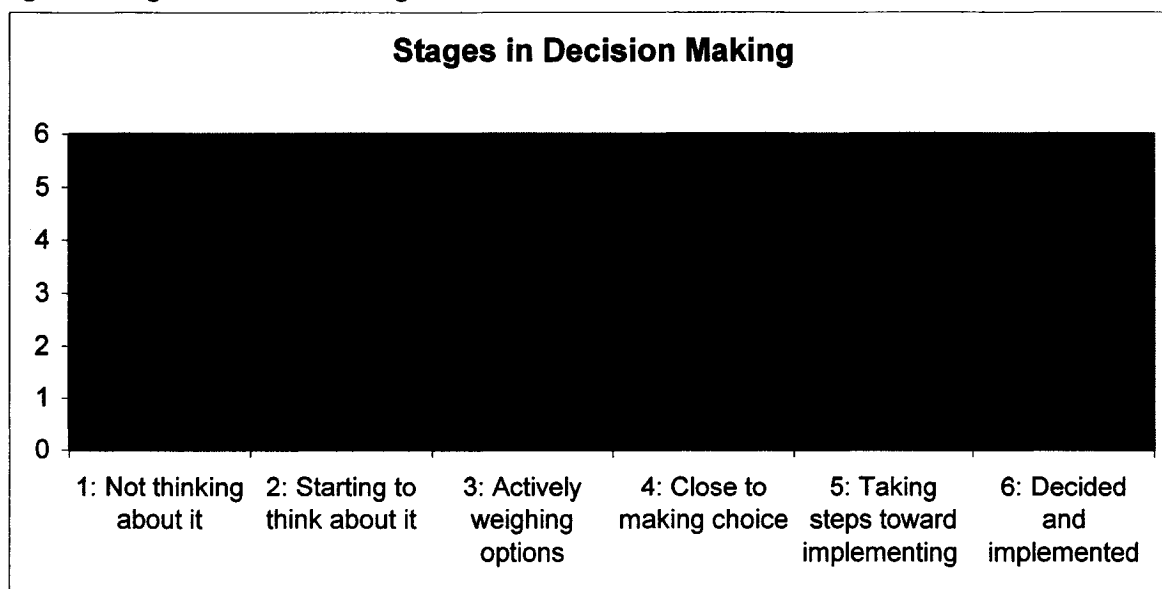 Stages in Decision Making
6
5
4
3
2
1
0
1: Not thinking about it
2: Starting to think about it
3: Actively weighing options
4: Close to making choice
5: Taking steps toward implementing
6: Decided and implemented